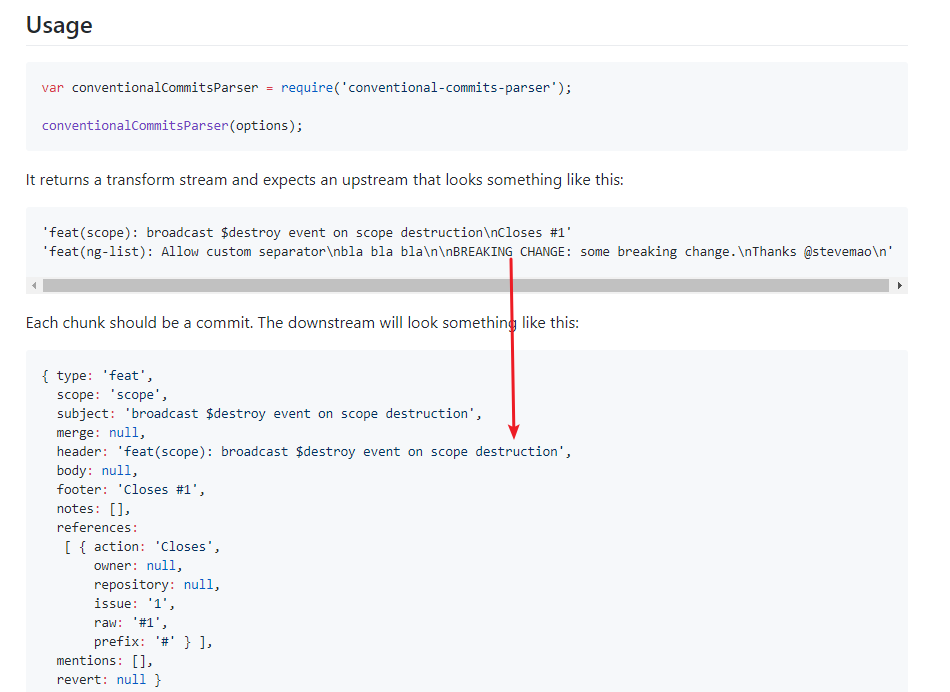 Usage
var conventionalCommitsParser = require('conventional-commits-parser');
conventionalCommitsParser(options);
It returns a transform stream and expects an upstream that looks something like this:
'feat(scope): broadcast $destroy event on scope destruction\nCloses #1'
'feat(ng-list): Allow custom separator\nbla bla bla\n\nBREAKING CHANGE: some breaking change.\nThanks @stevemao\n'
Each chunk should be a commit. The downstream will look something like this:
{ type: 'feat',
  scope: 'scope',
  subject: 'broadcast $destroy event on scope destruction',
  merge: null,
  header: 'feat(scope): broadcast $destroy event on scope destruction',
  body: null,
  footer: 'Closes #1',
  notes: [],
  references:
   [ { action: 'Closes',
       owner: null,
       repository: null,
       issue: '1',
       raw: '#1',
       prefix: '#' } ],
  mentions: [],
  revert: null }